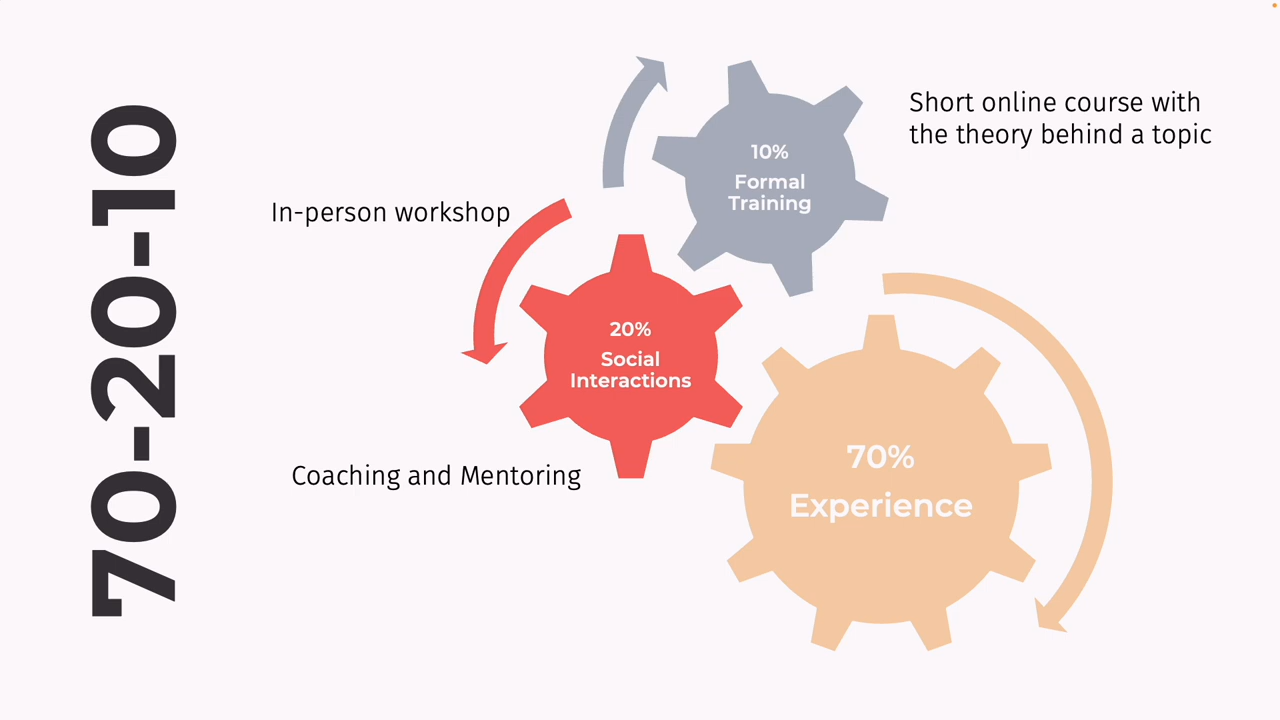 70-20-10
10%
Formal
Training
Short online course with
the theory behind a topic
In-person workshop
20%
Social
Interactions
Coaching and Mentoring
70%
Experience